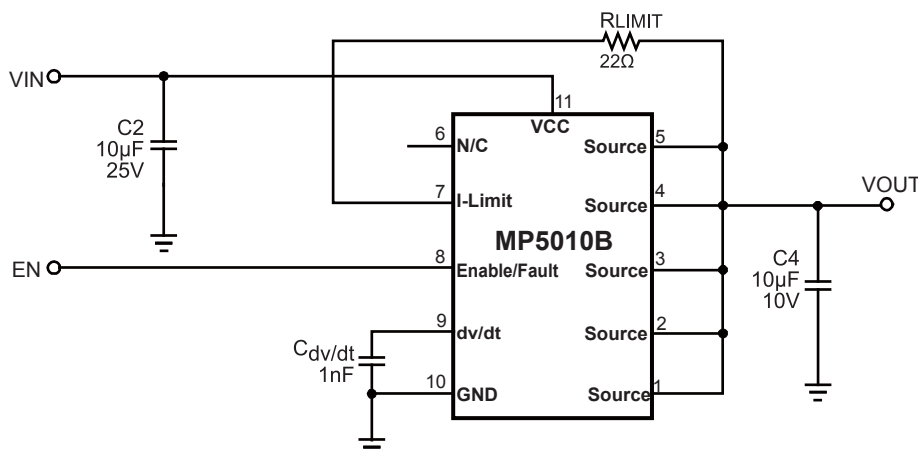 RLIMIT
22Ω
VIN
11
VCC
C2
10µF
25V
6
N/C
Source
5
7
I-Limit
Source
4
VOUT
MP5010B
EN
8
Enable/Fault
Source
3
C4
10µF
10V
9
dv/dt
Source
2
Cdv/dt
1nF
10
GND
Source
1